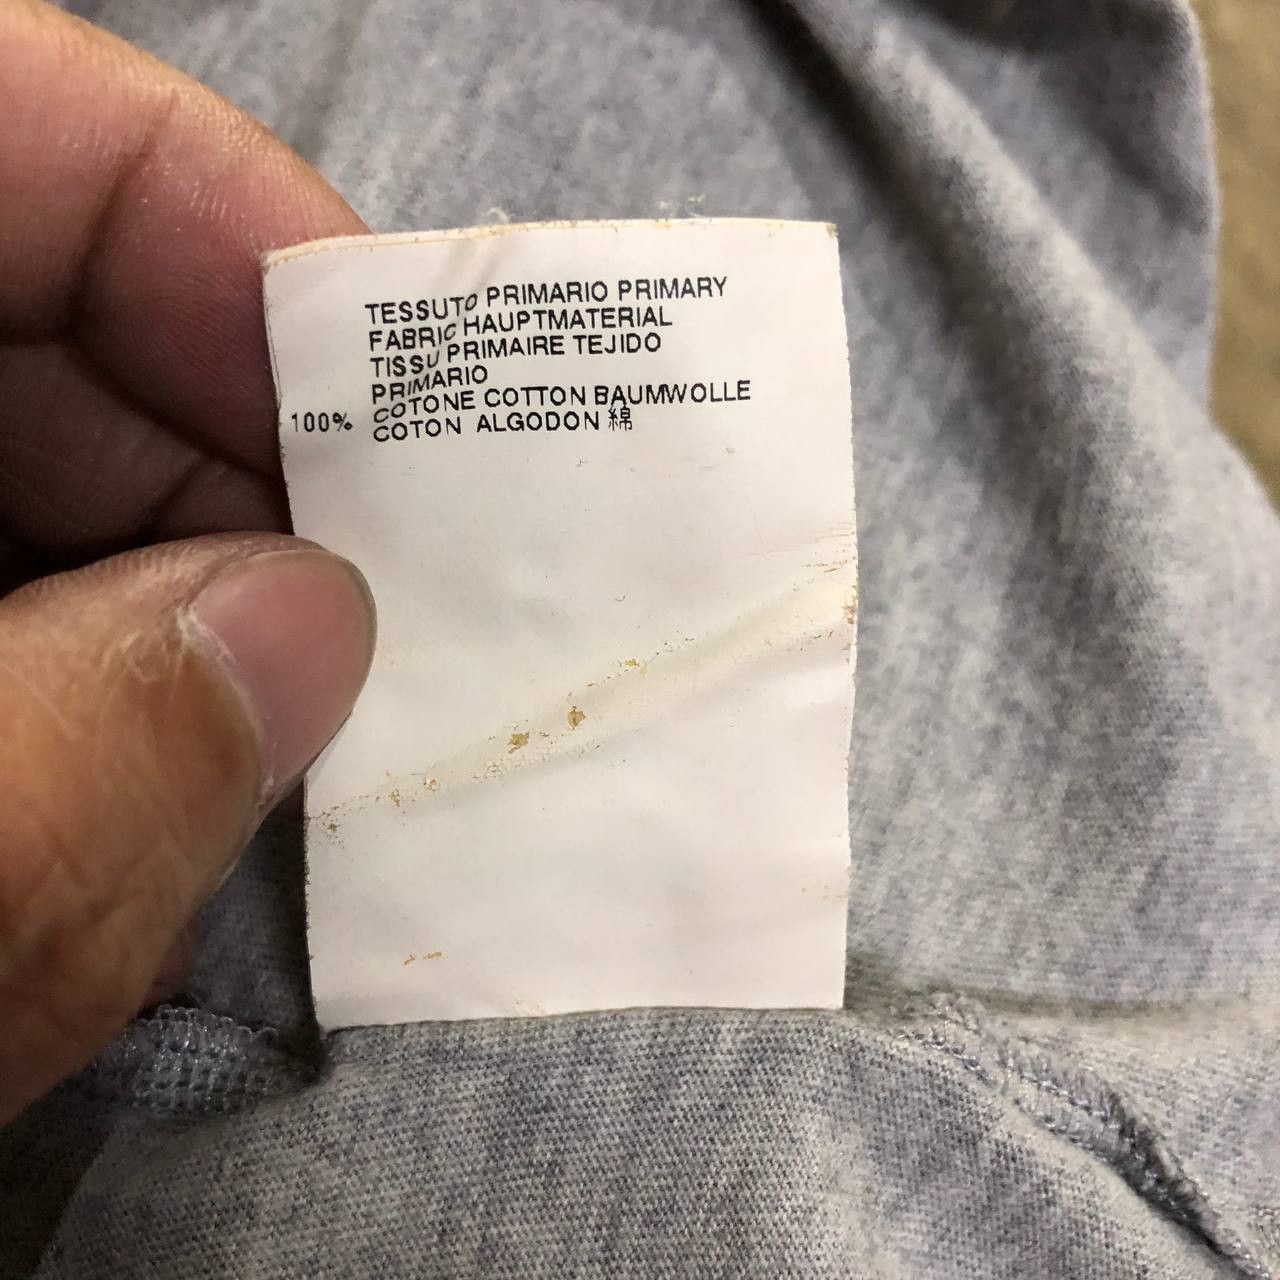 TESSUTO PRIMARIO PRIMARY
FABRIC HAUPTMATERIAL
TISSU PRIMAIRE TEJIDO
PRIMARIO
100% COTONE COTTON BAUMWOLLE
COTON ALGODON 綿